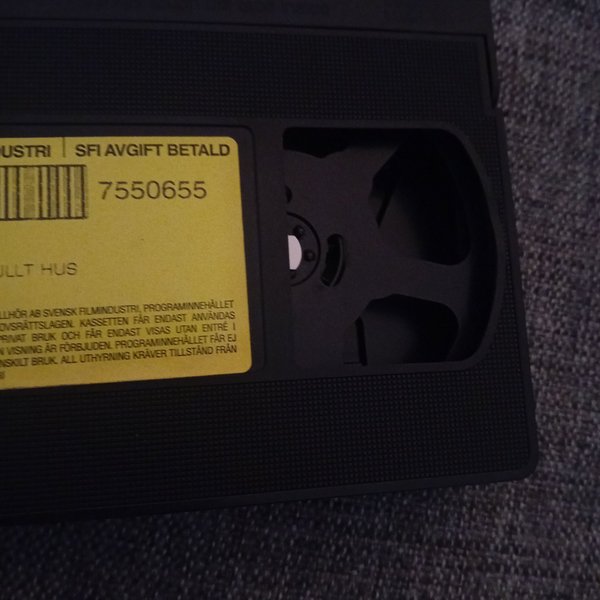 DUSTRI | SFI AVGIFT BETALD
7550655
ULLT HUS
LLHÖR AB SVENSK FILMINDUSTRI, PROGRAMINNEHÅLLET
OVSRÄTTSLAGEN. KASSETTEN FÅR ENDAST ANVÄNDAS
PRIVAT BRUK OCH FÅR ENDAST VISAS UTAN ENTRÉ I
N VISNING ÄR FÖRBJUDEN. PROGRAMINNEHÅLLET FÅR EJ
NSKILT BRUK. ALL UTHYRNING KRÄVER TILLSTÅND FRÅN